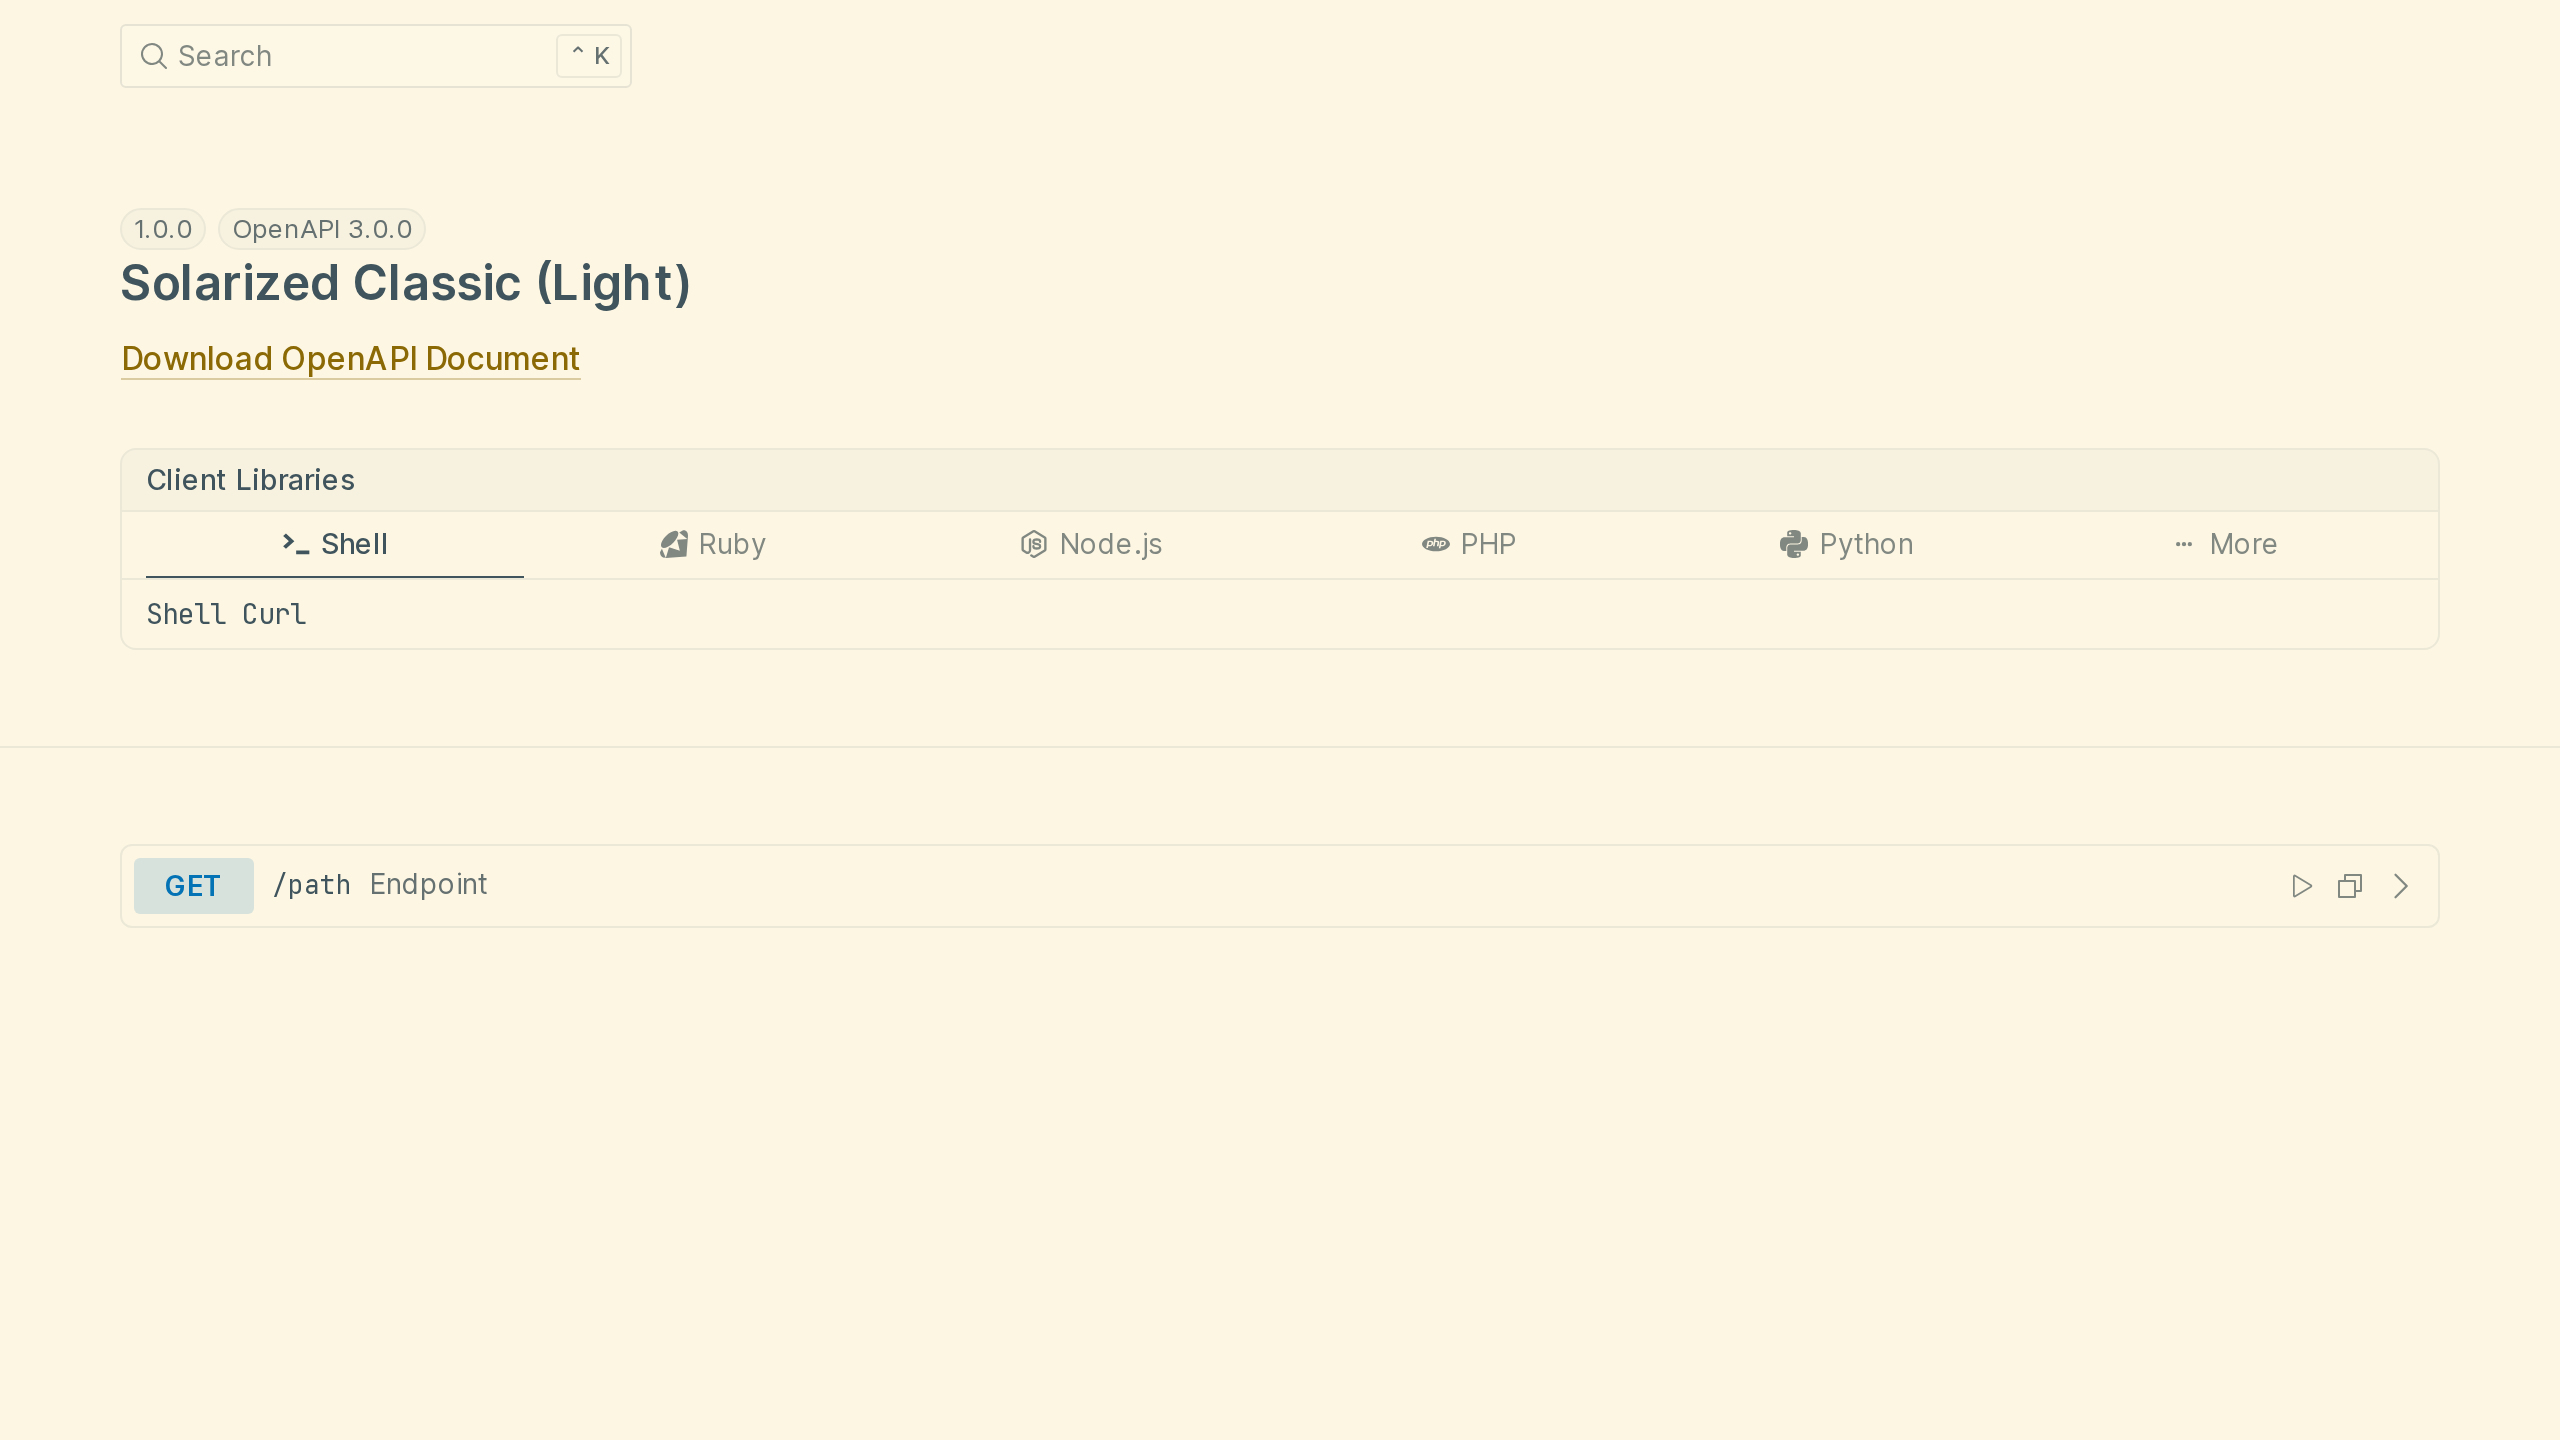 Search ⌃ K
1.0.0 OpenAPI 3.0.0
Solarized Classic (Light)
Download OpenAPI Document
Client Libraries
Shell Ruby Node.js PHP Python More
Shell Curl
GET /path Endpoint